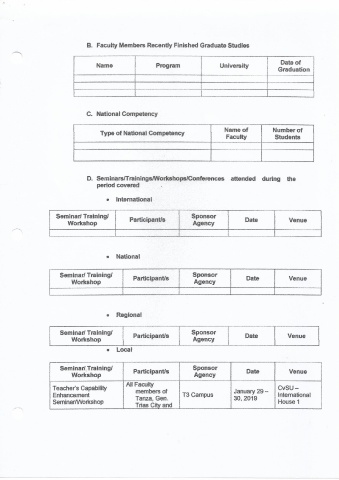 B. Faculty Members Recently Finished Graduate Studies
Name Program University Data of Graduation
C. National Competency
Type of National Competency Name of Faculty Number of Students
D. Seminars/Trainings/Workshops/Conferences attended during the
period covered
• International
Seminar/ Training/ Workshop Participant/s Sponsor Agency Date Venue
• National
Seminar/ Training/ Workshop Participant/s Sponsor Agency Date Venue
• Regional
Seminar/ Training/ Workshop Participant/s Sponsor Agency Date Venue
• Local
Seminar/ Training/ Workshop Participant/s Sponsor Agency Date Venue
Teacher's Capability Enhancement Seminar/Workshop All Faculty members of Tanza, Gen. Trias City and T3 Campus January 29 – 30, 2019 CvSU – International House 1